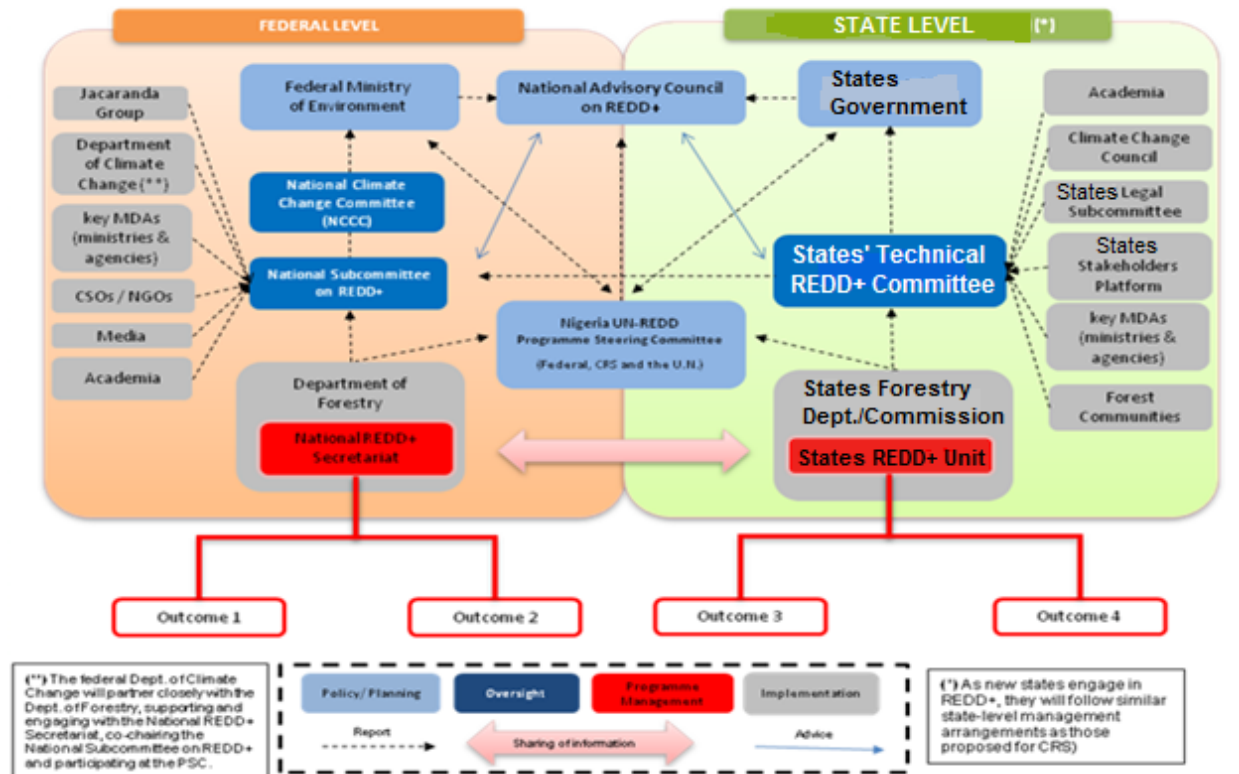 FEDERAL LEVEL
STATE LEVEL (*)
Jacaranda
Group
Department
of Climate
Change (**)
key MDAs
(ministries &
agencies)
CSOs / NGOs
Media
Academia
Federal Ministry
of Environment
National Climate
Change Committee
(NCCC)
National Subcommittee
on REDD+
Department of
Forestry
National REDD+
Secretariat
National Advisory Council
on REDD+
Nigeria UN-REDD
Programme Steering Committee
(Federal, CRS and the U.N.)
States
Government
States' Technical
REDD+ Committee
States Forestry
Dept./Commission
States REDD+ Unit
Academia
Climate Change
Council
States Legal
Subcommittee
States
Stakeholders
Platform
key MDAs
(ministries &
agencies)
Forest
Communities
Outcome 1
Outcome 2
Outcome 3
Outcome 4
(**) The federal Dept. of Climate
Change will partner closely with the
Dept. of Forestry, supporting and
engaging with the National REDD+
Secretariat, co-chairing the
National Subcommittee on REDD+
and participating at the PSC.
Policy/ Planning
Oversight
Programme
Management
Implementation
Report
Sharing of information
Advice
(*) As new states engage in
REDD+, they will follow similar
state-level management
arrangements as those
proposed for CRS)